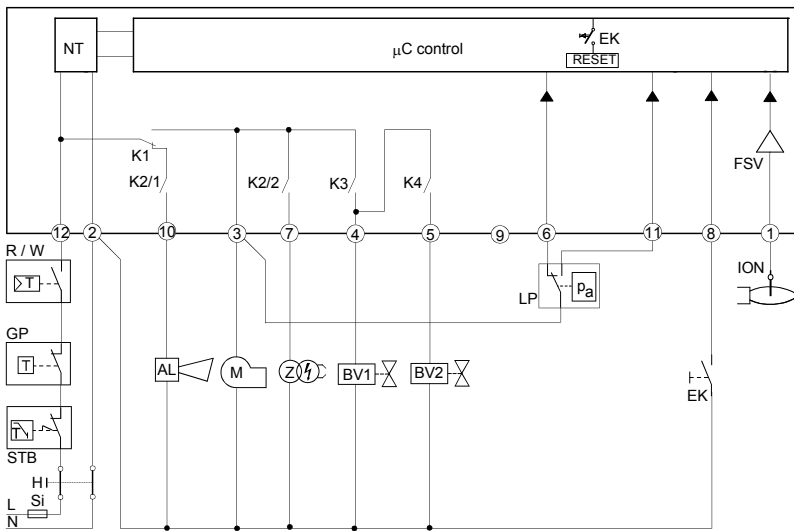 NT
μC control
EK
RESET
FSV
K1
K2/1
K2/2
K3
K4
12
2
10
3
7
4
5
9
6
11
8
1
R / W
T
LP
pa
ION
GP
T
AL
M
Z
BV1
BV2
EK
T
STB
H
Si
L
N